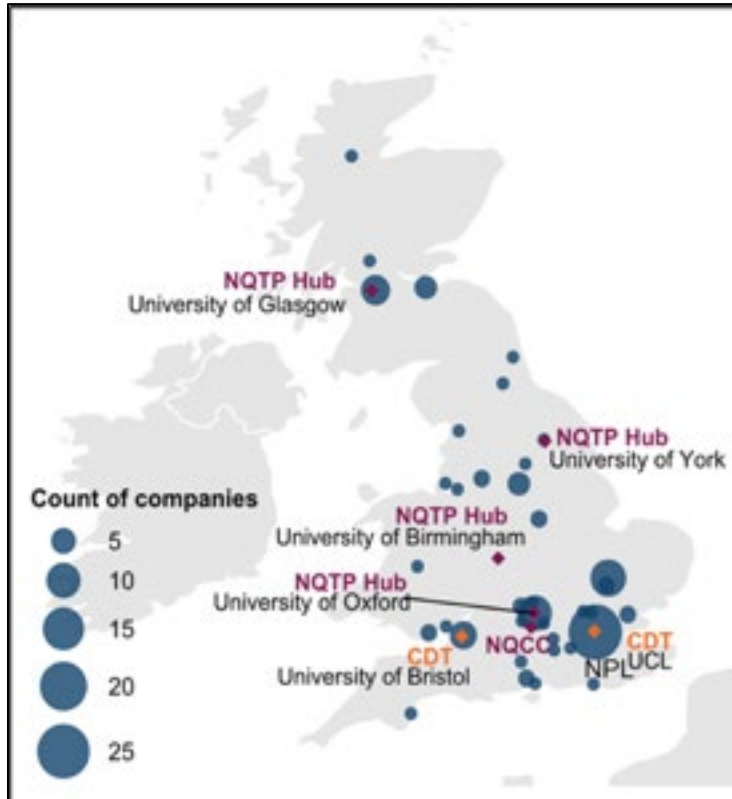 NQTP Hub
University of Glasgow
NQTP Hub
University of York
Count of companies
5
10
15
20
25
NQTP Hub
University of Birmingham
NQTP Hub
University of Oxford
NQCC
CDT
University of Bristol
CDT
UCL
NPL